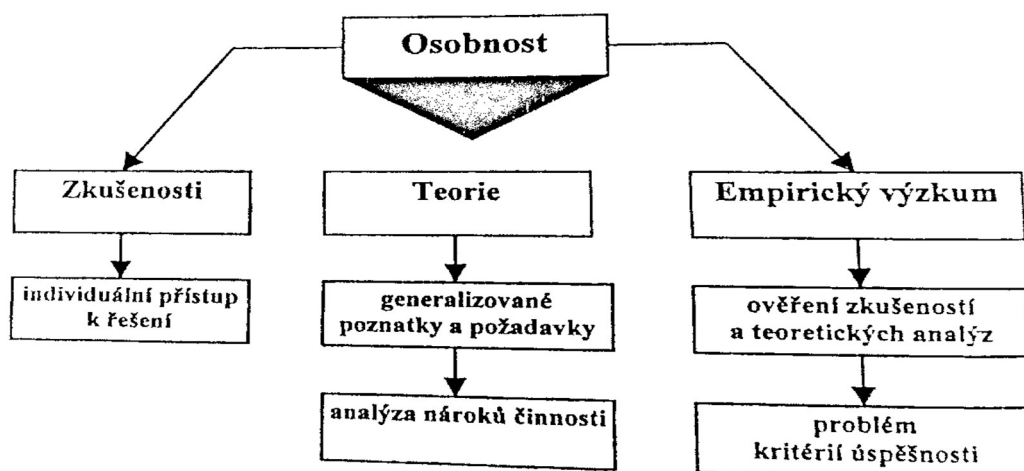 Osobnost
Zkušenosti
Teorie
Empirický výzkum
individuální přístup
k řešení
generalizované
poznatky a požadavky
ověření zkušeností
a teoretických analýz
analýza nároků činnosti
problém
kritérií úspěšnosti